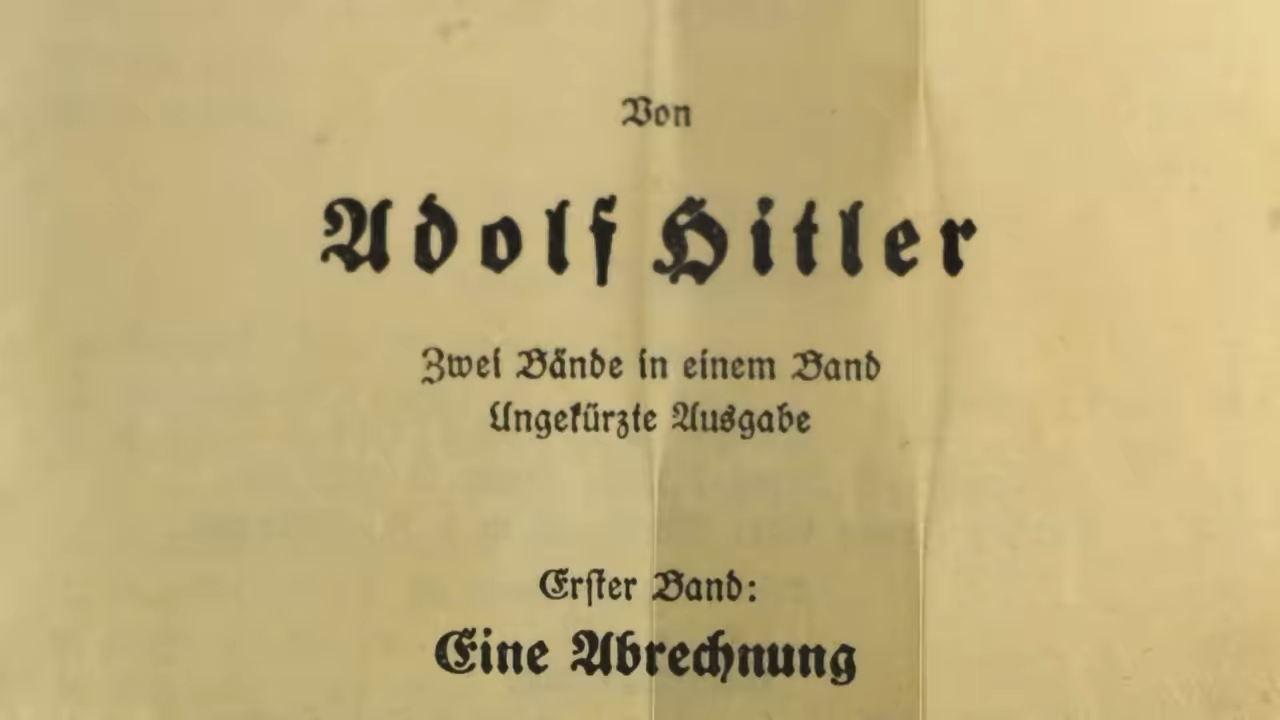 Von
Adolf Hitler
Zwei Bände in einem Band
Ungekürzte Ausgabe
Erster Band:
Eine Abrechnung